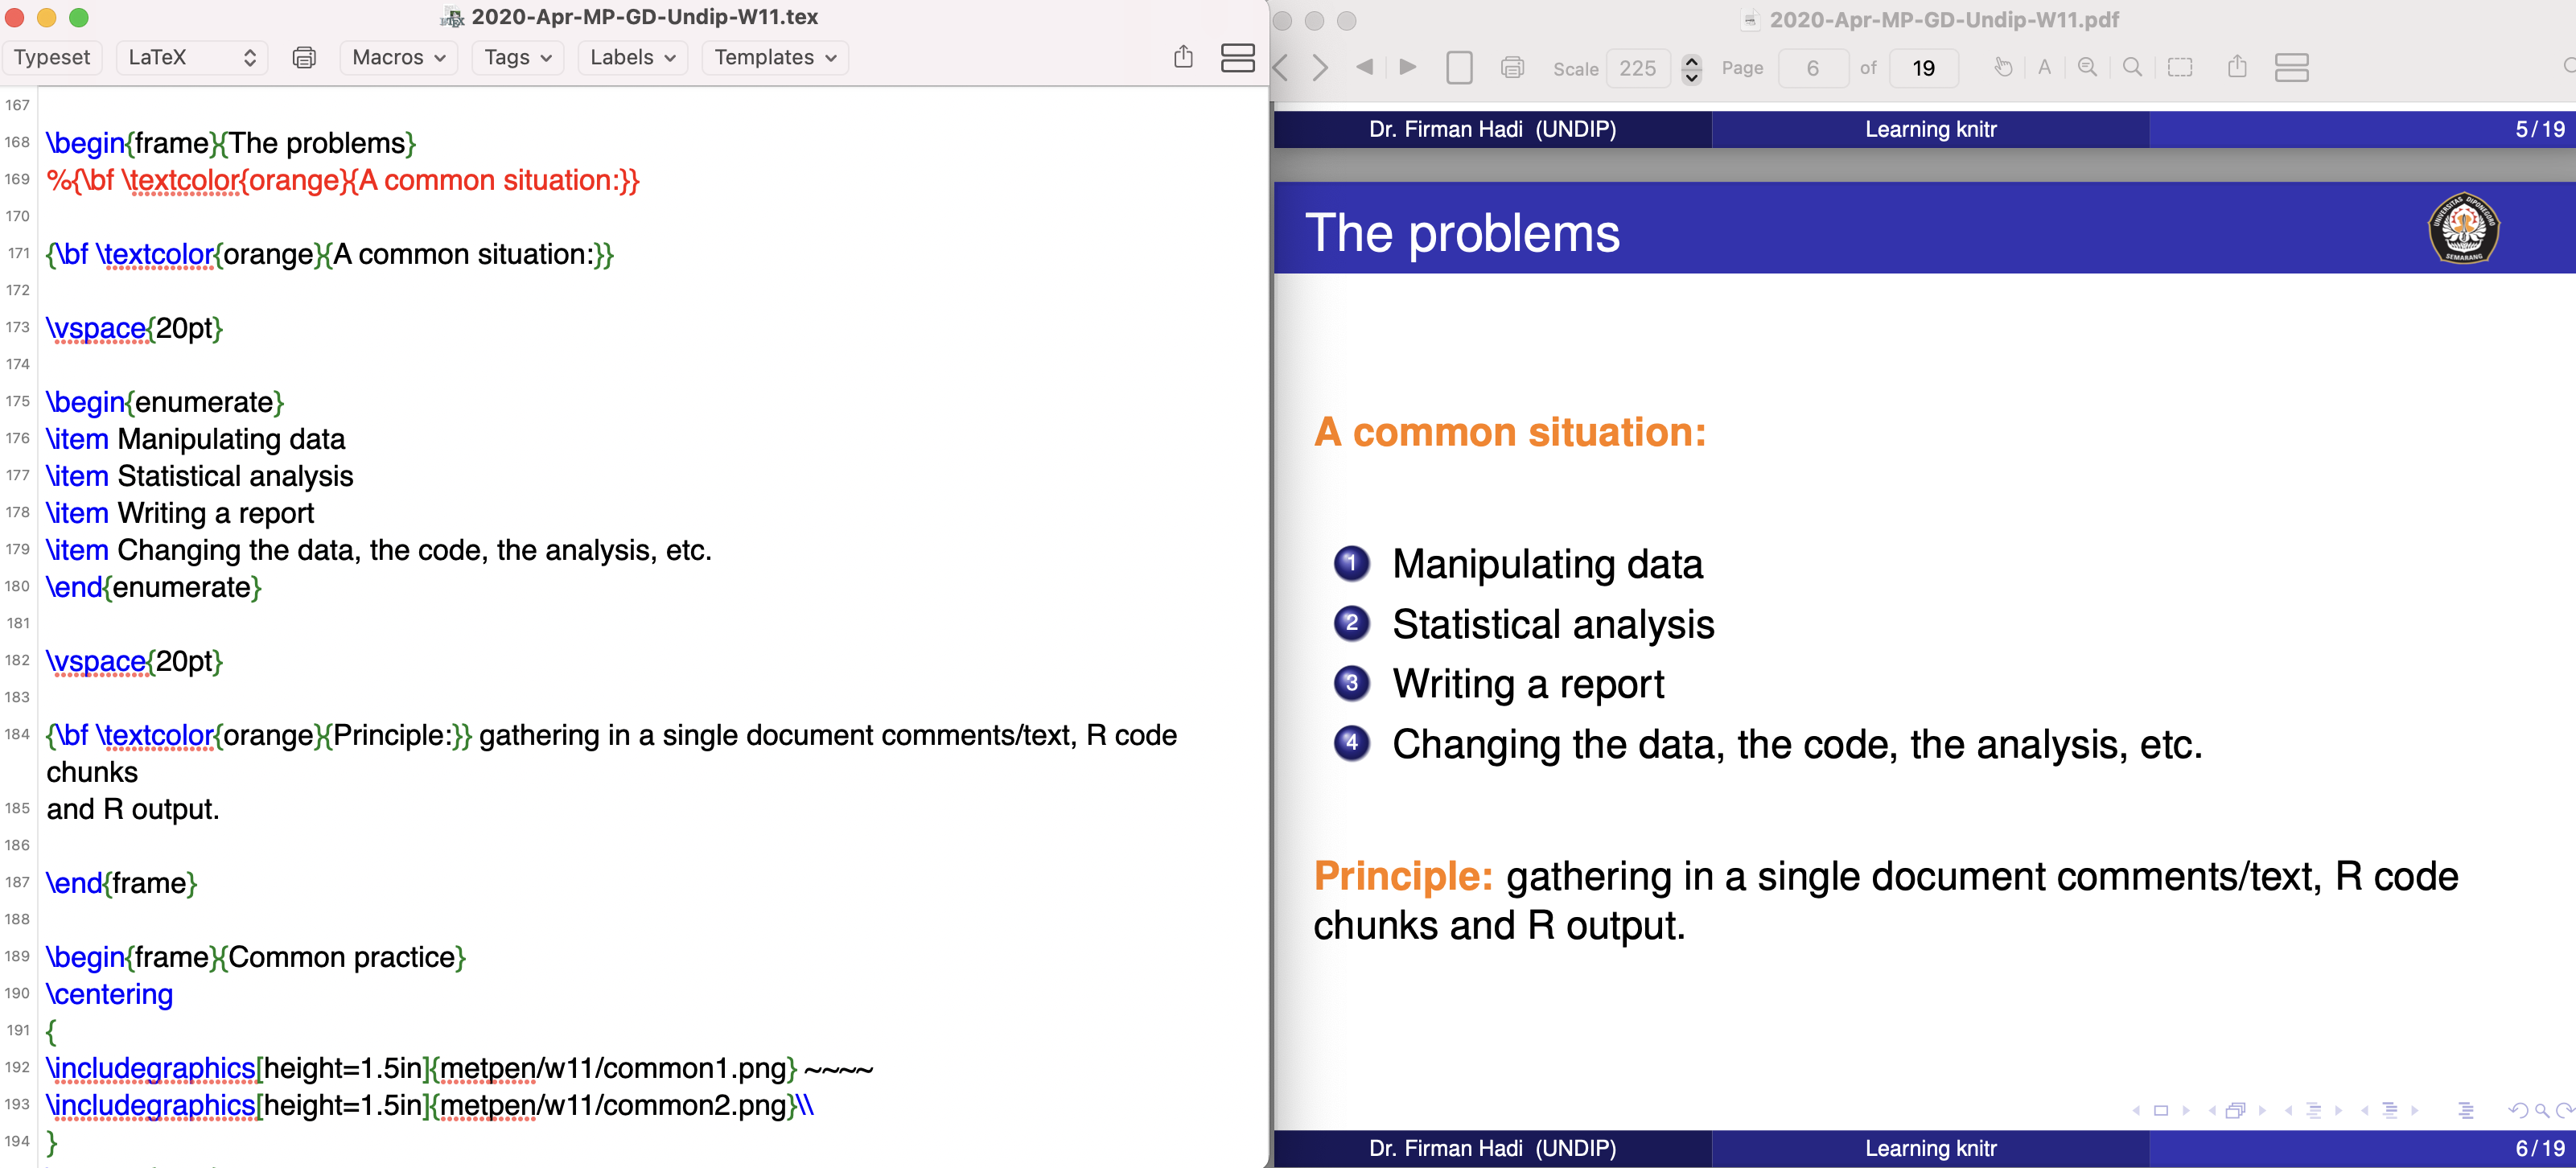 2020-Apr-MP-GD-Undip-W11.tex
Typeset LaTeX Macros Tags Labels Templates
167
168 \begin{frame}{The problems}
169 %{\bf \textcolor{orange}{A common situation:}}
170
171 {\bf \textcolor{orange}{A common situation:}}
172
173 \vspace{20pt}
174
175 \begin{enumerate}
176 \item Manipulating data
177 \item Statistical analysis
178 \item Writing a report
179 \item Changing the data, the code, the analysis, etc.
180 \end{enumerate}
181
182 \vspace{20pt}
183
184 {\bf \textcolor{orange}{Principle:}} gathering in a single document comments/text, R code
chunks
185 and R output.
186
187 \end{frame}
188
189 \begin{frame}{Common practice}
190 \centering
191 {
192 \includegraphics[height=1.5in]{metpen/w11/common1.png} ~~~~
193 \includegraphics[height=1.5in]{metpen/w11/common2.png}\\
194 }
2020-Apr-MP-GD-Undip-W11.pdf
Scale 225 Page 6 of 19
Dr. Firman Hadi (UNDIP) Learning knitr 5/19
The problems
UNIVERSITAS DIPONEGORO
SEMARANG
A common situation:
1 Manipulating data
2 Statistical analysis
3 Writing a report
4 Changing the data, the code, the analysis, etc.
Principle: gathering in a single document comments/text, R code
chunks and R output.
Dr. Firman Hadi (UNDIP) Learning knitr 6/19